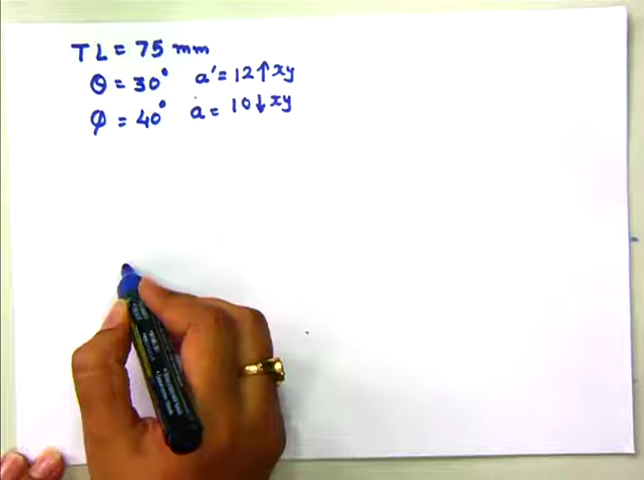 TL = 75 mm
θ = 30° a' = 12↑xy
φ = 40° a = 10↓xy